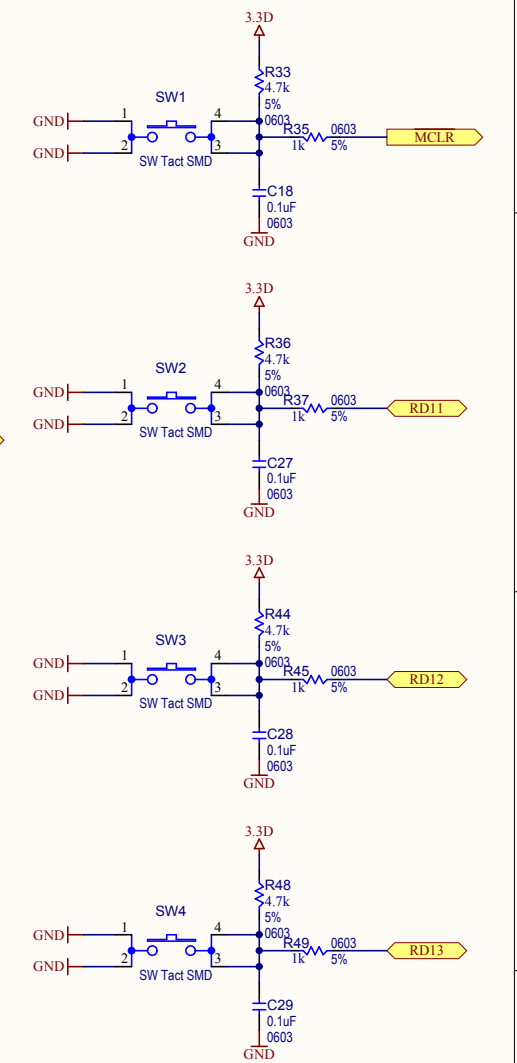 3.3D
R33
4.7k
5%
0603
SW1
1
4
GND
R35
0603
MCLR
1k
5%
GND
2
3
SW Tact SMD
C18
0.1uF
0603
GND
3.3D
R36
4.7k
5%
0603
SW2
1
4
GND
R37
0603
RD11
1k
5%
GND
2
3
SW Tact SMD
C27
0.1uF
0603
GND
3.3D
R44
4.7k
5%
0603
SW3
1
4
GND
R45
0603
RD12
1k
5%
GND
2
3
SW Tact SMD
C28
0.1uF
0603
GND
3.3D
R48
4.7k
5%
0603
SW4
1
4
GND
R49
0603
RD13
1k
5%
GND
2
3
SW Tact SMD
C29
0.1uF
0603
GND